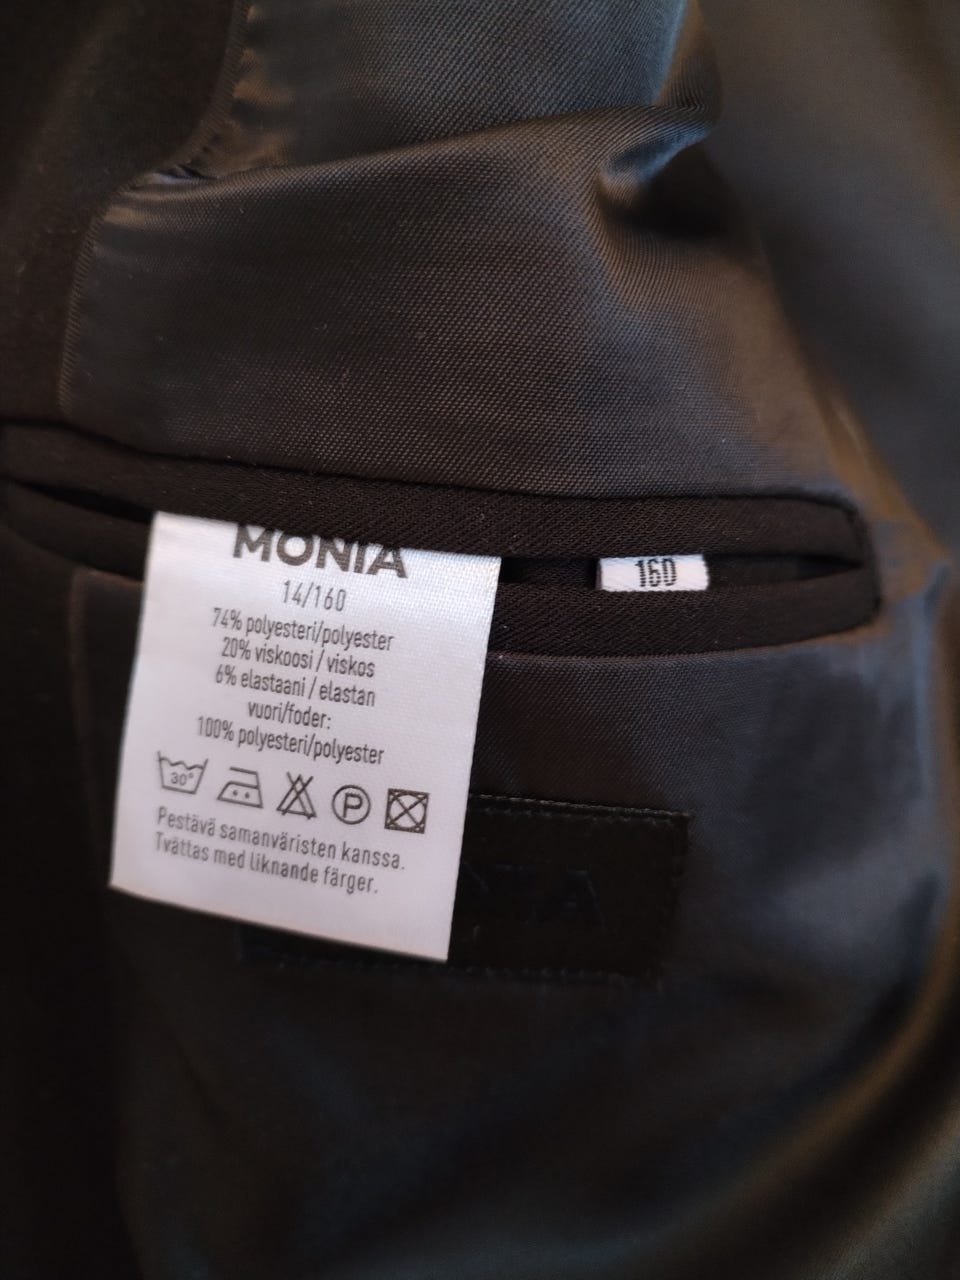 MONIA
14/160
160
74% polyesteri/polyester
20% viskoosi / viskos
6% elastaani / elastan
vuori/foder:
100% polyesteri/polyester
30°
P
Pestävä samanväristen kanssa.
Tvättas med liknande färger.